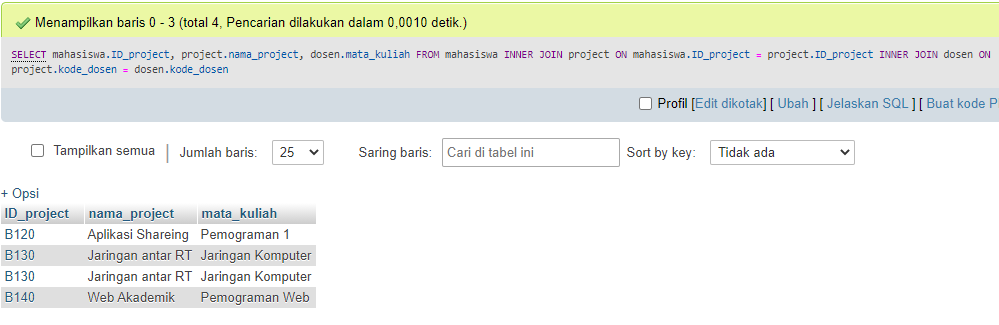 Menampilkan baris 0 - 3 (total 4, Pencarian dilakukan dalam 0,0010 detik.)
SELECT mahasiswa.ID_project, project.nama_project, dosen.mata_kuliah FROM mahasiswa INNER JOIN project ON mahasiswa.ID_project = project.ID_project INNER JOIN dosen ON
project.kode_dosen = dosen.kode_dosen
Profil [Edit dikotak] [ Ubah ] [ Jelaskan SQL ] [ Buat kode P
Tampilkan semua | Jumlah baris: 25 Saring baris: Cari di tabel ini Sort by key: Tidak ada
+ Opsi
ID_project nama_project mata_kuliah
B120 Aplikasi Shareing Pemograman 1
B130 Jaringan antar RT Jaringan Komputer
B130 Jaringan antar RT Jaringan Komputer
B140 Web Akademik Pemograman Web